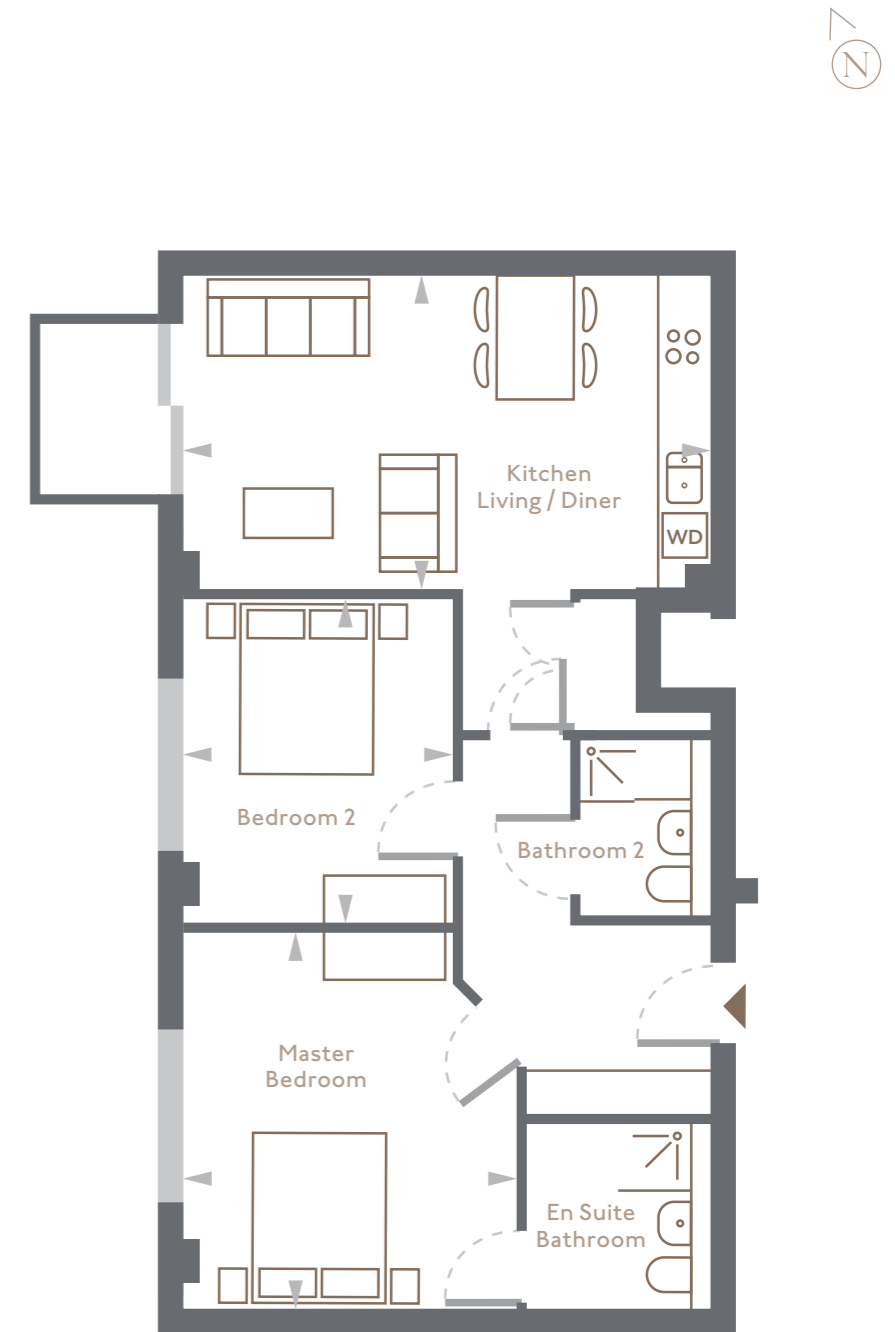 N
Kitchen
Living / Diner
WD
Bedroom 2
Bathroom 2
Master
Bedroom
En Suite
Bathroom